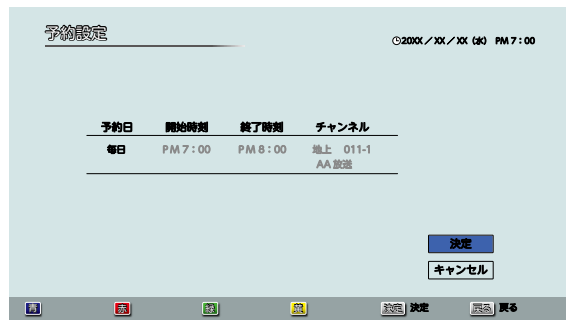 予約設定
20XX／XX／XX (水) PM 7：00
予約日 開始時刻 終了時刻 チャンネル
毎日 PM 7：00 PM 8：00 地上 011-1
AA 放送
決定
キャンセル
青 赤 緑 黄 決定 決定 戻る 戻る